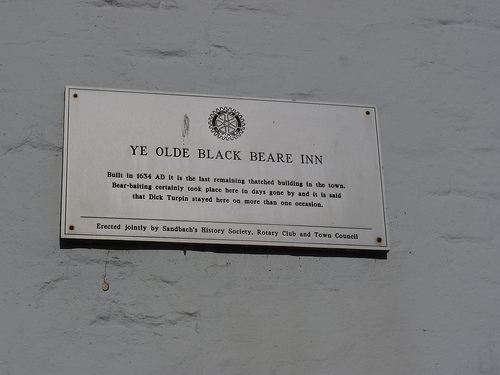 YE OLDE BLACK BEARE INN
Built in 1634 AD it is the last remaining thatched building in the town.
Bear-baiting certainly took place here in days gone by and it is said
that Dick Turpin stayed here on more than one occasion.
Erected jointly by Sandbach's History Society, Rotary Club and Town Council